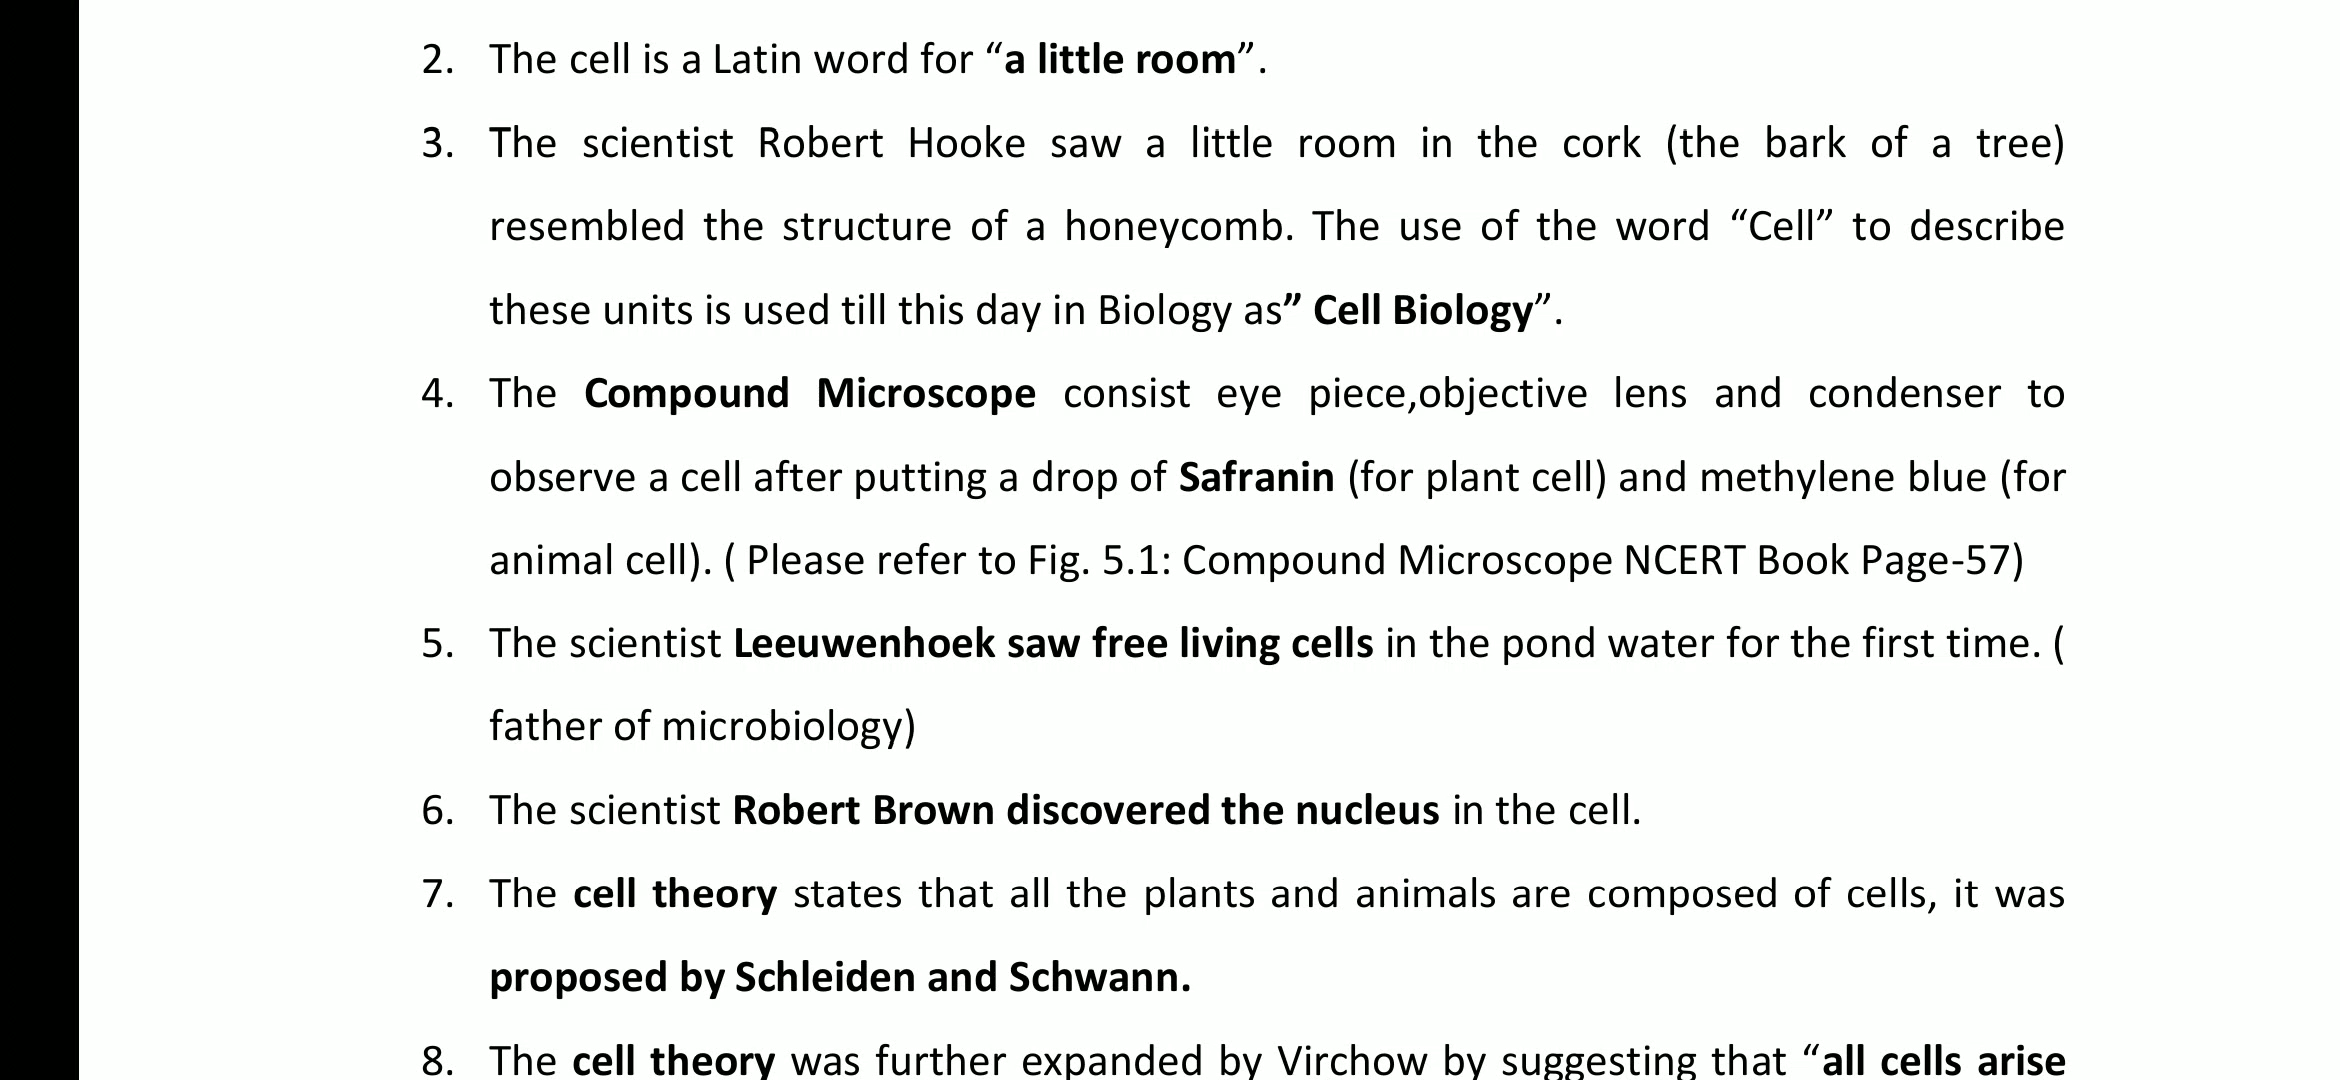 2. The cell is a Latin word for “a little room”.
3. The scientist Robert Hooke saw a little room in the cork (the bark of a tree)
resembled the structure of a honeycomb. The use of the word “Cell” to describe
these units is used till this day in Biology as” Cell Biology”.
4. The Compound Microscope consist eye piece,objective lens and condenser to
observe a cell after putting a drop of Safranin (for plant cell) and methylene blue (for
animal cell). ( Please refer to Fig. 5.1: Compound Microscope NCERT Book Page-57)
5. The scientist Leeuwenhoek saw free living cells in the pond water for the first time. (
father of microbiology)
6. The scientist Robert Brown discovered the nucleus in the cell.
7. The cell theory states that all the plants and animals are composed of cells, it was
proposed by Schleiden and Schwann.
8. The cell theory was further expanded by Virchow by suggesting that “all cells arise